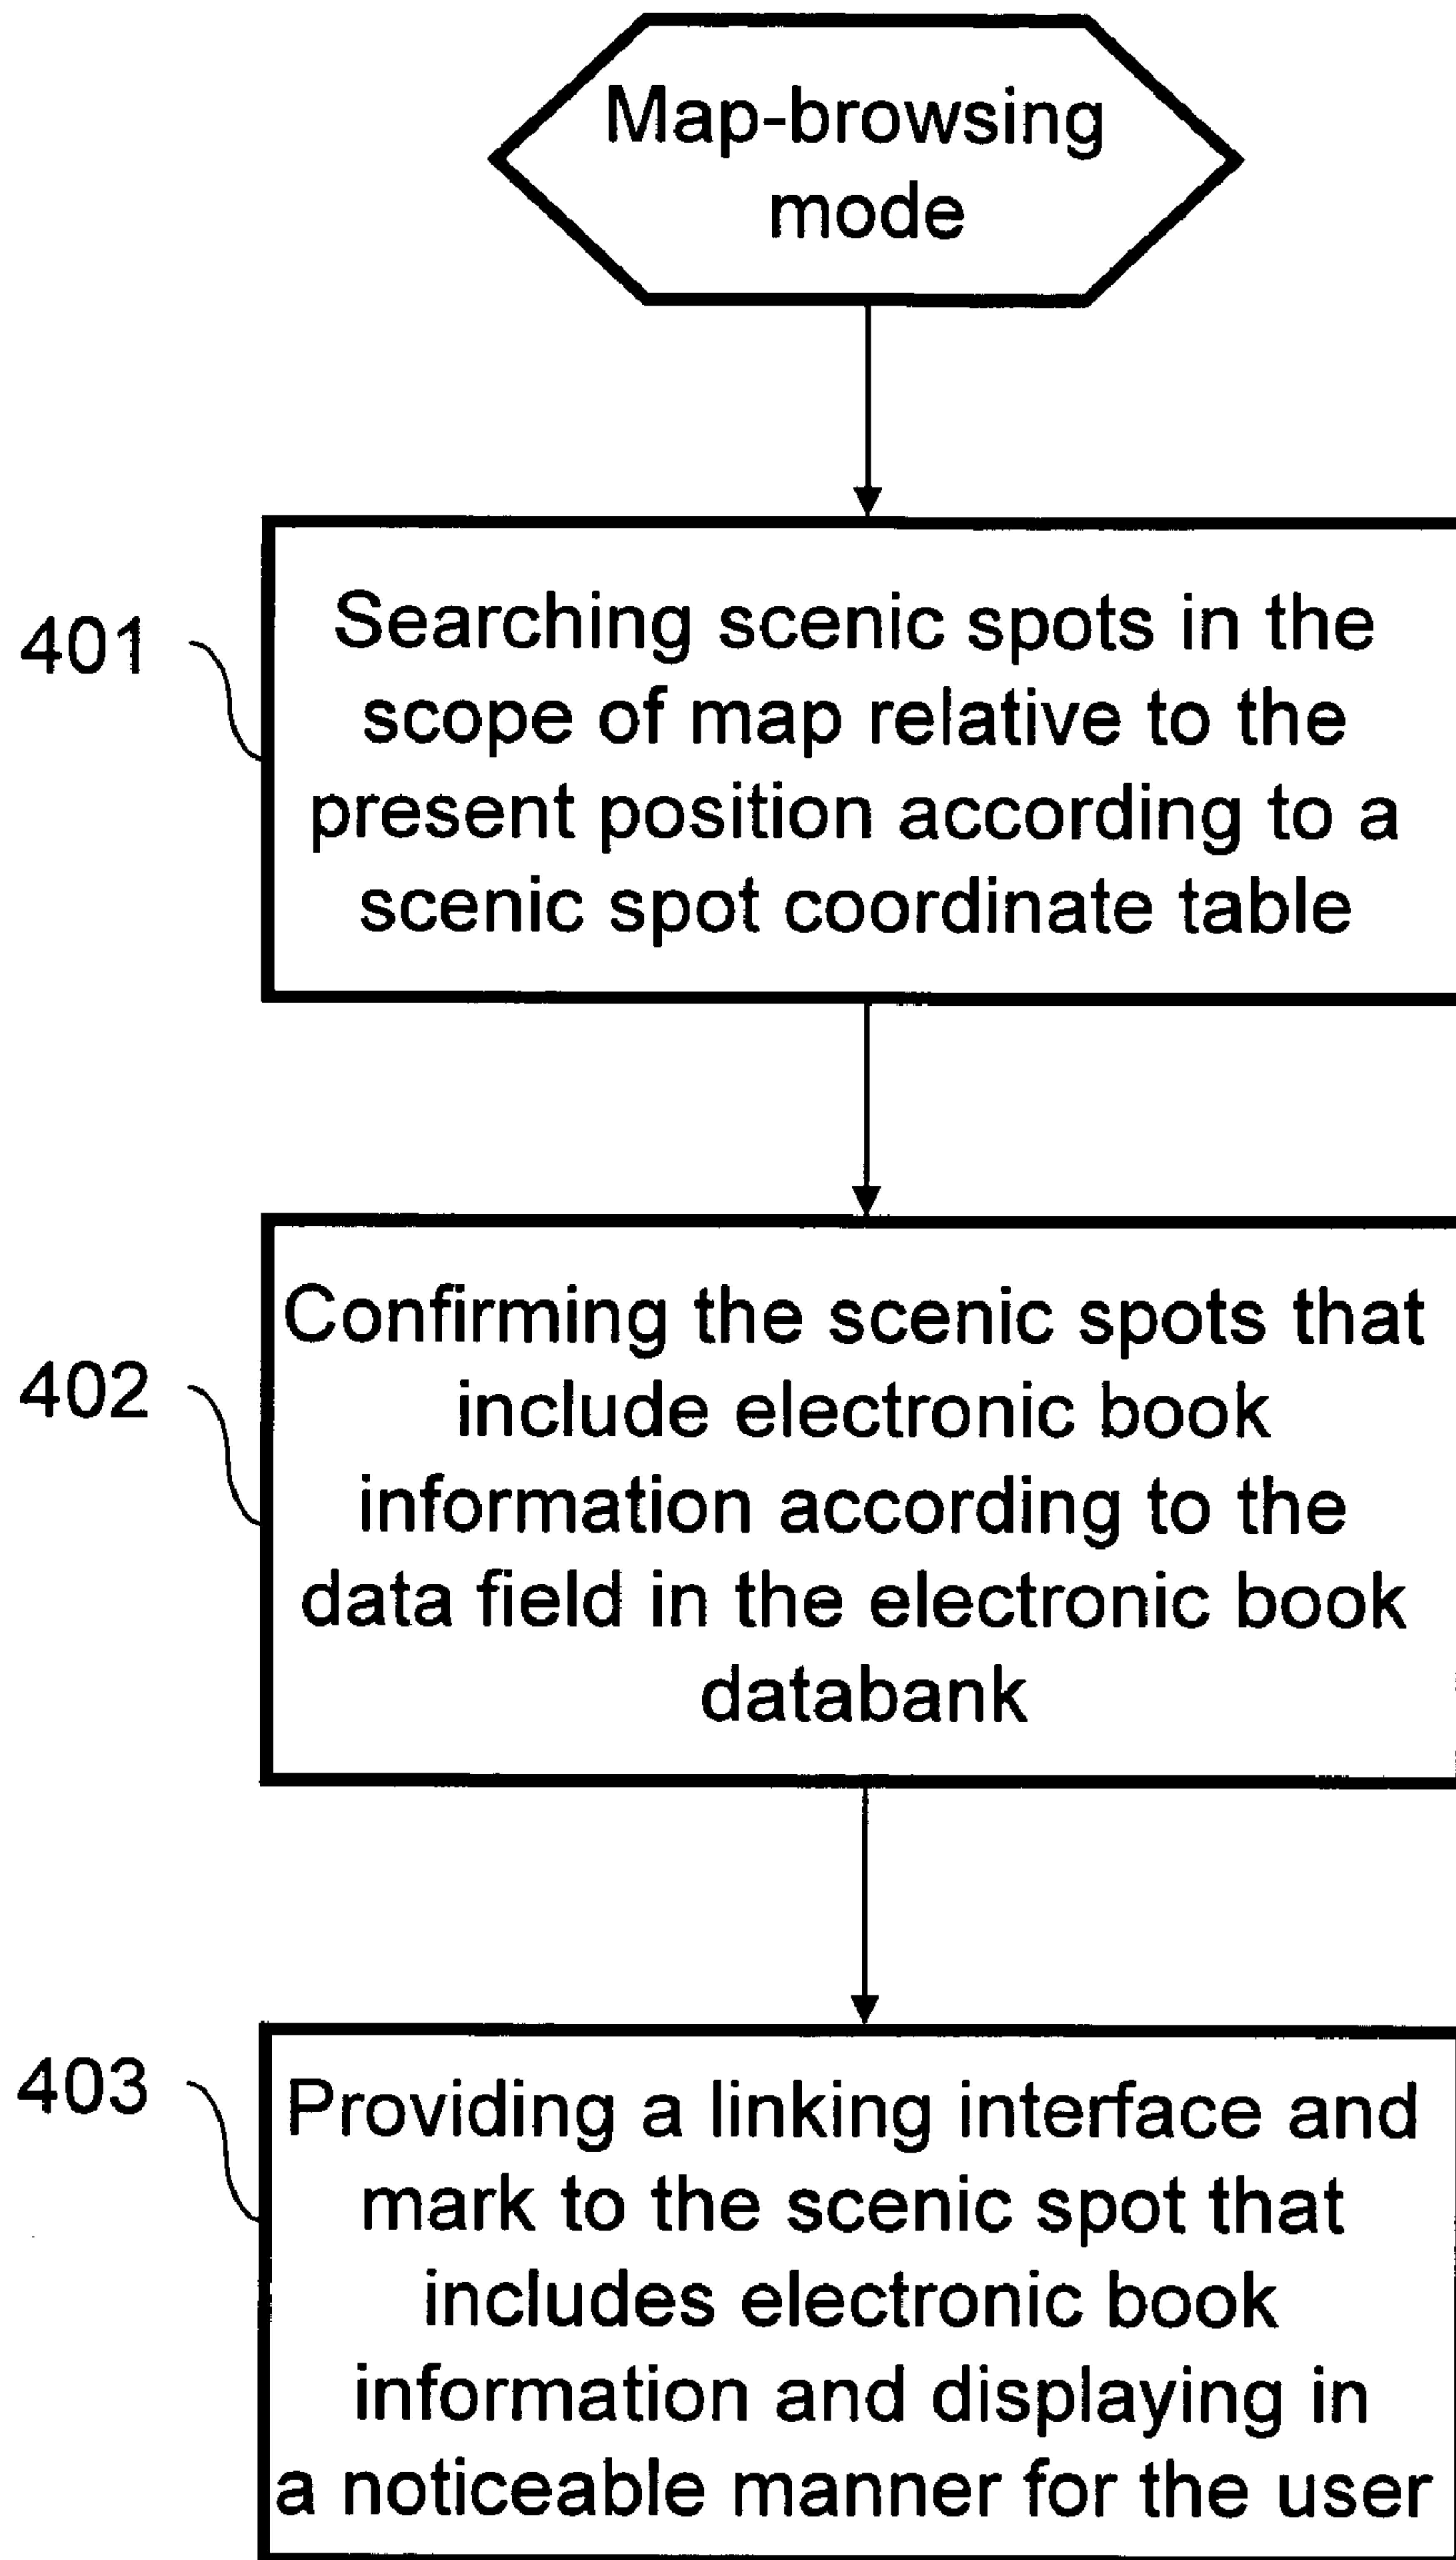 Map-browsing
mode
401
Searching scenic spots in the
scope of map relative to the
present position according to a
scenic spot coordinate table
402
Confirming the scenic spots that
include electronic book
information according to the
data field in the electronic book
databank
403
Providing a linking interface and
mark to the scenic spot that
includes electronic book
information and displaying in
a noticeable manner for the user